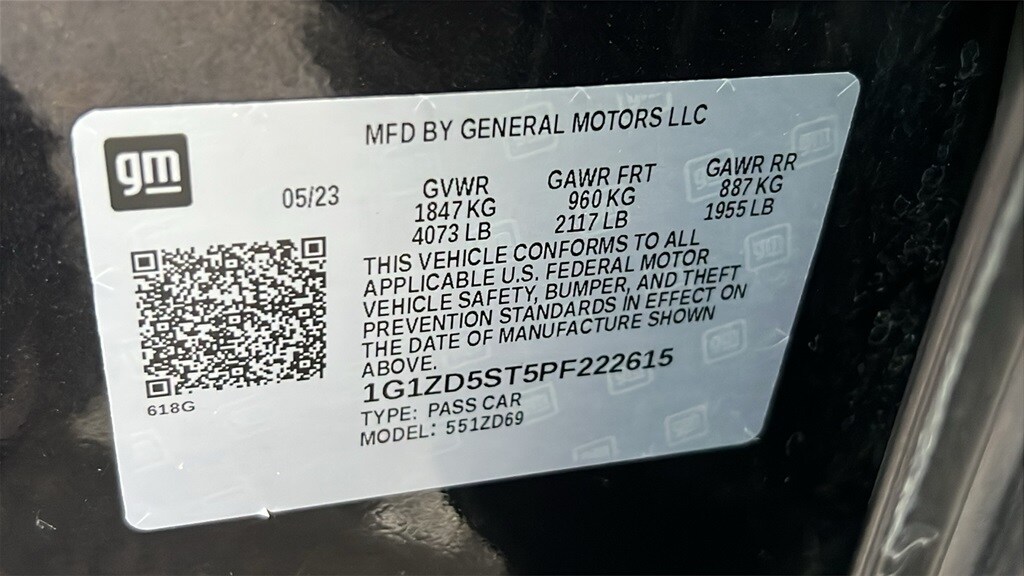 gm
MFD BY GENERAL MOTORS LLC
05/23
GVWR
1847 KG
4073 LB
GAWR FRT
960 KG
2117 LB
GAWR RR
887 KG
1955 LB
THIS VEHICLE CONFORMS TO ALL
APPLICABLE U.S. FEDERAL MOTOR
VEHICLE SAFETY, BUMPER, AND THEFT
PREVENTION STANDARDS IN EFFECT ON
THE DATE OF MANUFACTURE SHOWN
ABOVE.
1G1ZD5ST5PF222615
TYPE: PASS CAR
MODEL: 551ZD69
618G